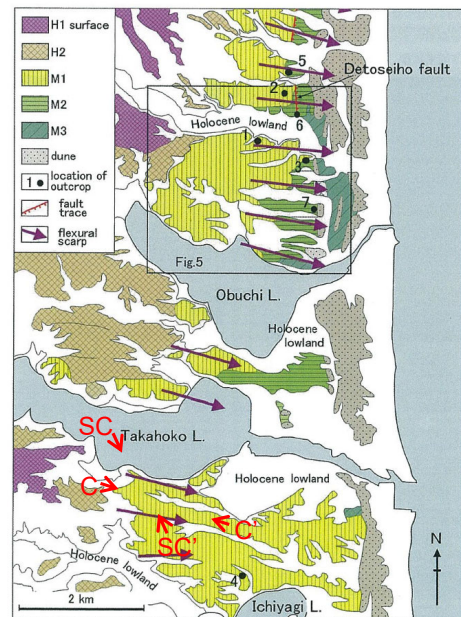 H1 surface
H2
M1
M2
M3
dune
1 location of outcrop
fault trace
flexural scarp
5
2
Detoseiho fault
6
Holocene lowland
1
3
7
Fig.5
Obuchi L.
Holocene lowland
Takahoko L.
SC
Holocene lowland
C
SC'
C'
Holocene lowland
4
N
2 km
Ichiyagi L.